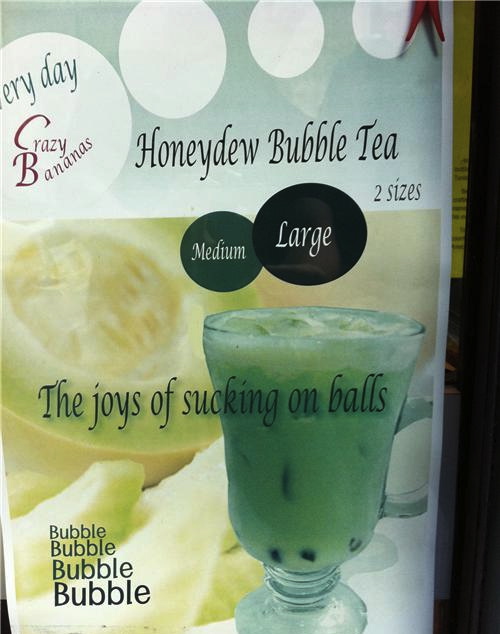 ery day
Crazy
Bananas
Honeydew Bubble Tea
2 sizes
Medium
Large
The joys of sucking on balls
Bubble
Bubble
Bubble
Bubble